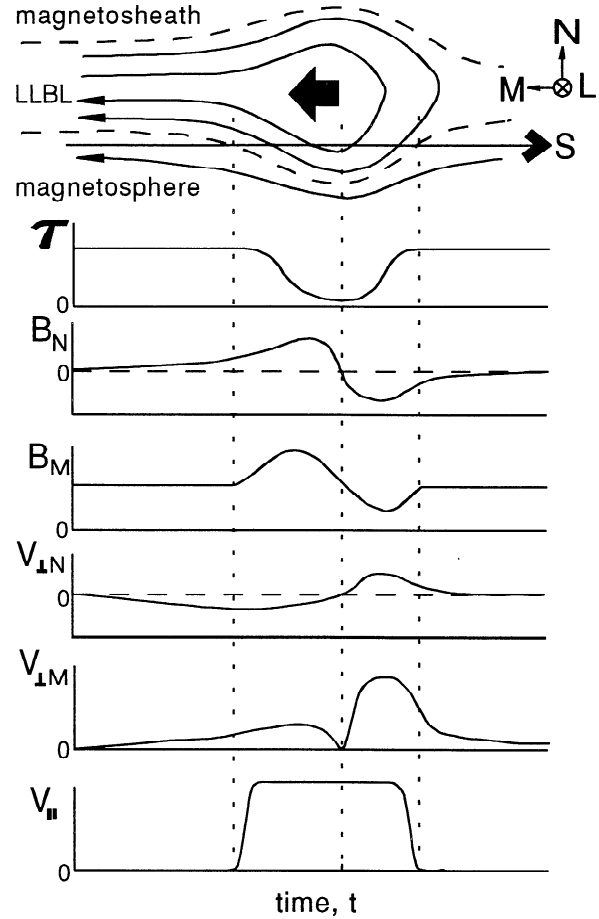 magnetosheath
N
LLBL
M
L
S
magnetosphere
τ
0
B_N
0
B_M
0
V_⊥N
0
V_⊥M
0
V_∥
0
time, t